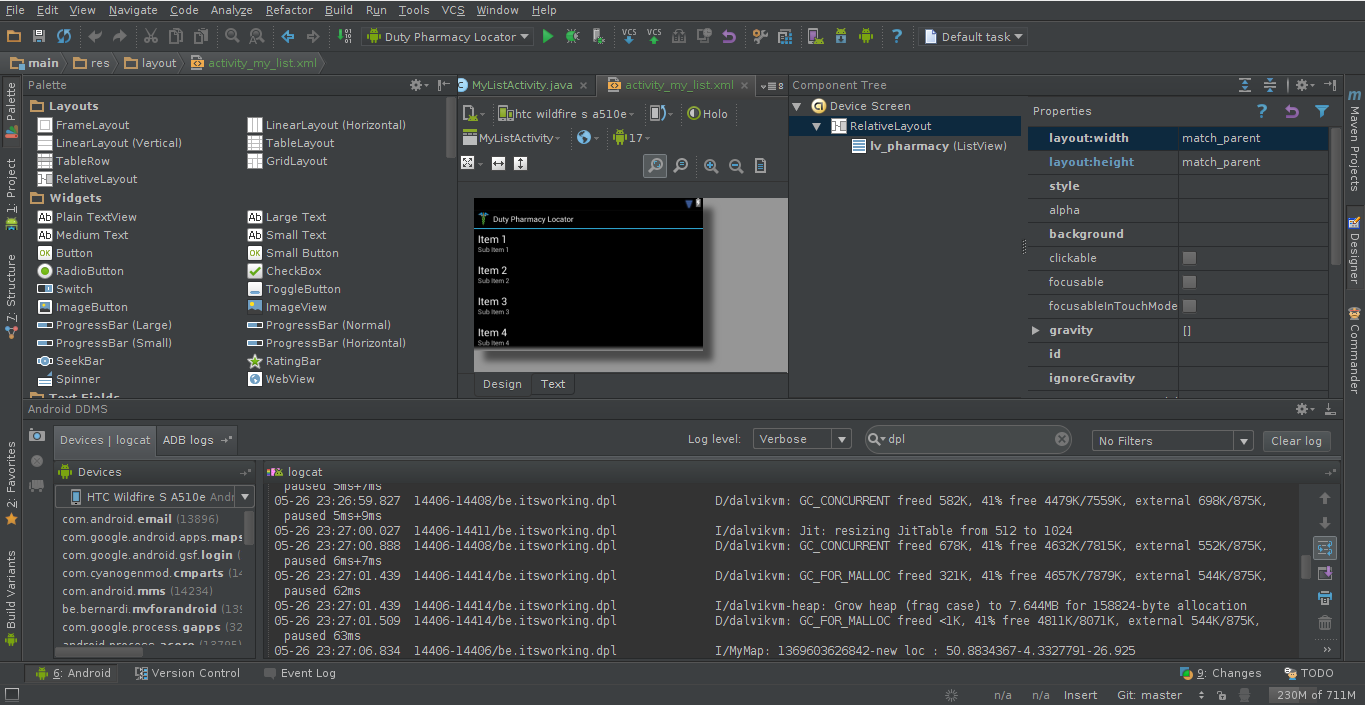 File Edit View Navigate Code Analyze Refactor Build Run Tools VCS Window Help
Duty Pharmacy Locator
VCS VCS
?
Default task
main res layout activity_my_list.xml
Palette
1: Project
7: Structure
2: Favorites
Build Variants
Palette
Layouts
FrameLayout LinearLayout (Horizontal)
LinearLayout (Vertical) TableLayout
TableRow GridLayout
RelativeLayout
Widgets
Ab Plain TextView Ab Large Text
Ab Medium Text Ab Small Text
OK Button OK Small Button
RadioButton CheckBox
Switch ToggleButton
ImageButton ImageView
ProgressBar (Large) ProgressBar (Normal)
ProgressBar (Small) ProgressBar (Horizontal)
SeekBar RatingBar
Spinner WebView
Text Fields
MyListActivity.java activity_my_list.xml
8
htc wildfire s a510e Holo
MyListActivity 17
Duty Pharmacy Locator
Item 1
Sub Item 1
Item 2
Sub Item 2
Item 3
Sub Item 3
Item 4
Sub Item 4
Design Text
Component Tree
Device Screen
RelativeLayout
lv_pharmacy (ListView)
Properties ?
layout:width match_parent
layout:height match_parent
style
alpha
background
clickable
focusable
focusableInTouchMode
gravity []
id
ignoreGravity
m
Maven Projects
Designer
Commander
Android DDMS
Devices | logcat ADB logs
Log level: Verbose dpl No Filters Clear log
Devices
HTC Wildfire S A510e Andr
com.android.email (13896)
com.google.android.apps.maps
com.google.android.gsf.login (
com.cyanogenmod.cmparts (14
com.android.mms (14234)
be.bernardi.mvforandroid (139
com.google.process.gapps (32
android.process.acore (13795)
logcat
paused 5ms+7ms
05-26 23:26:59.827 14406-14408/be.itsworking.dpl D/dalvikvm: GC_CONCURRENT freed 582K, 41% free 4479K/7559K, external 698K/875K,
paused 5ms+9ms
05-26 23:27:00.027 14406-14411/be.itsworking.dpl I/dalvikvm: Jit: resizing JitTable from 512 to 1024
05-26 23:27:00.888 14406-14408/be.itsworking.dpl D/dalvikvm: GC_CONCURRENT freed 678K, 41% free 4632K/7815K, external 552K/875K,
paused 6ms+7ms
05-26 23:27:01.439 14406-14414/be.itsworking.dpl D/dalvikvm: GC_FOR_MALLOC freed 321K, 41% free 4657K/7879K, external 544K/875K,
paused 62ms
05-26 23:27:01.439 14406-14414/be.itsworking.dpl I/dalvikvm-heap: Grow heap (frag case) to 7.644MB for 158824-byte allocation
05-26 23:27:01.509 14406-14414/be.itsworking.dpl D/dalvikvm: GC_FOR_MALLOC freed <1K, 41% free 4811K/8071K, external 544K/875K,
paused 63ms
05-26 23:27:06.834 14406-14406/be.itsworking.dpl I/MyMap: 1369603626842-new loc : 50.8834367-4.3327791-26.925
6: Android Version Control Event Log 9: Changes TODO
n/a n/a Insert Git: master 230M of 711M